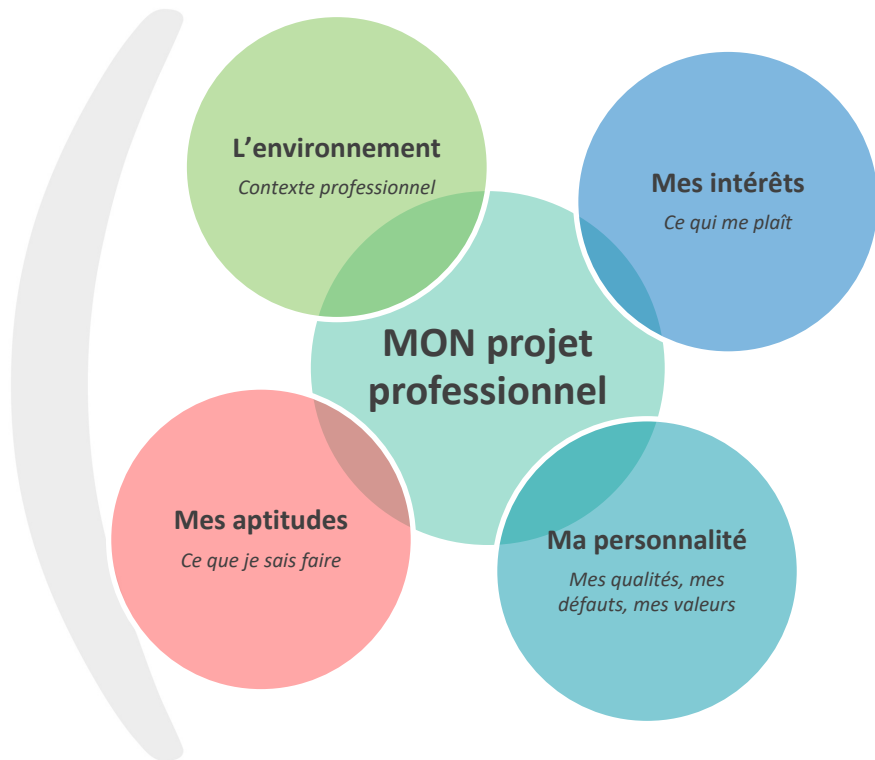 L'environnement
Contexte professionnel
Mes intérêts
Ce qui me plaît
MON projet
professionnel
Mes aptitudes
Ce que je sais faire
Ma personnalité
Mes qualités, mes
défauts, mes valeurs